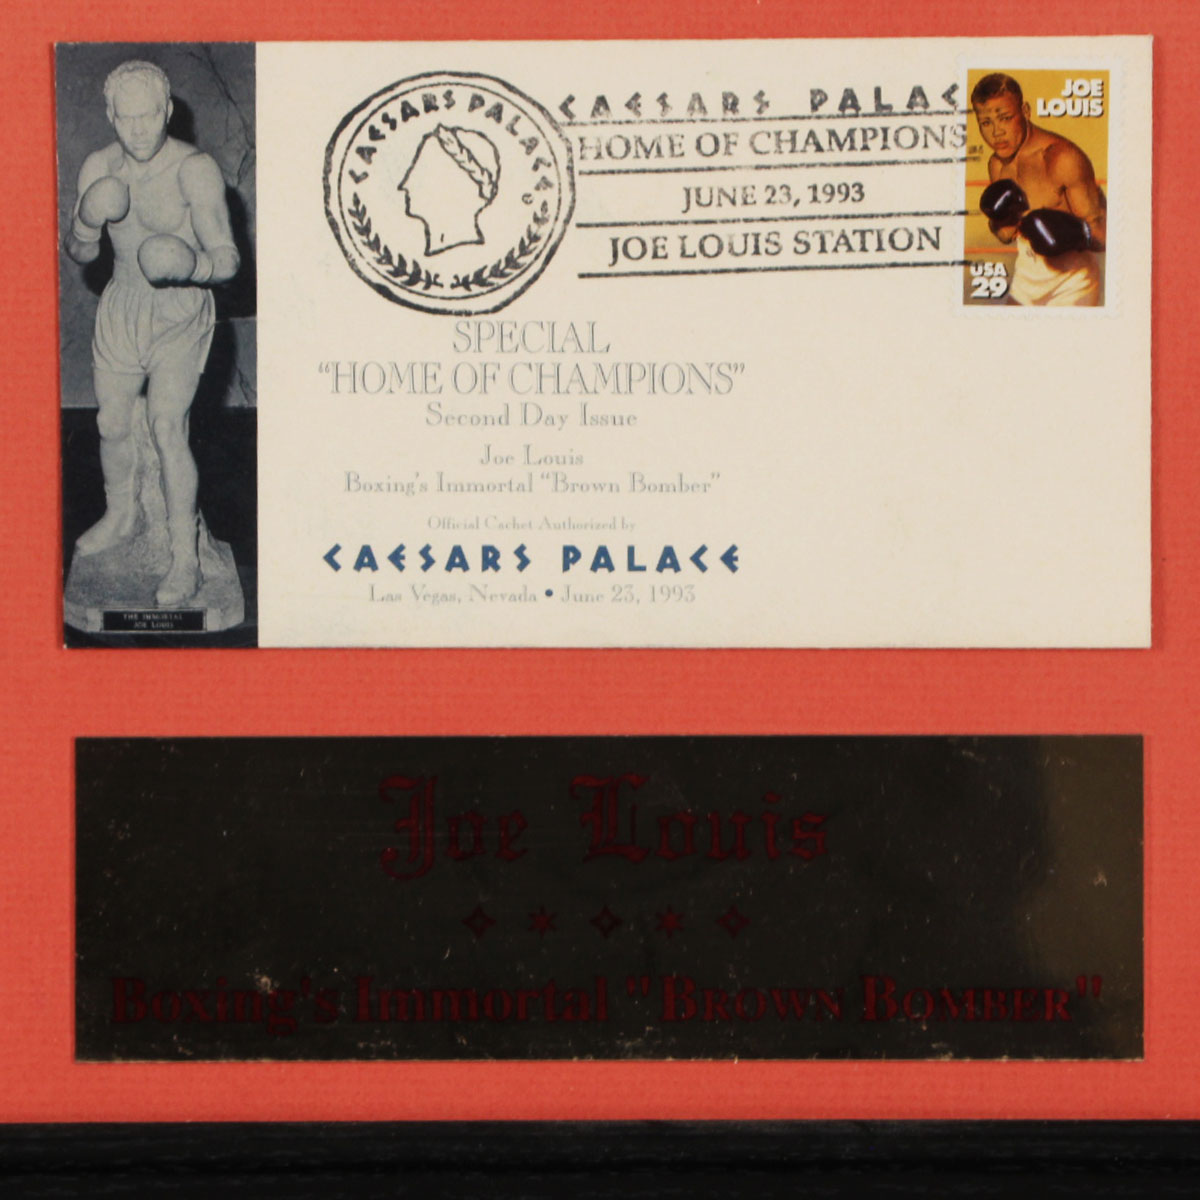 CAESARS PALACE
CAESARS PALAC
HOME OF CHAMPIONS
JUNE 23, 1993
JOE LOUIS STATION
JOE
LOUIS
USA
29
SPECIAL
“HOME OF CHAMPIONS”
Second Day Issue
Joe Louis
Boxing's Immortal “Brown Bomber”
Official Cachet Authorized by
CAESARS PALACE
Las Vegas, Nevada • June 23, 1993
THE IMMORTAL
JOE LOUIS
Joe Louis
Boxing's Immortal "BROWN BOMBER"